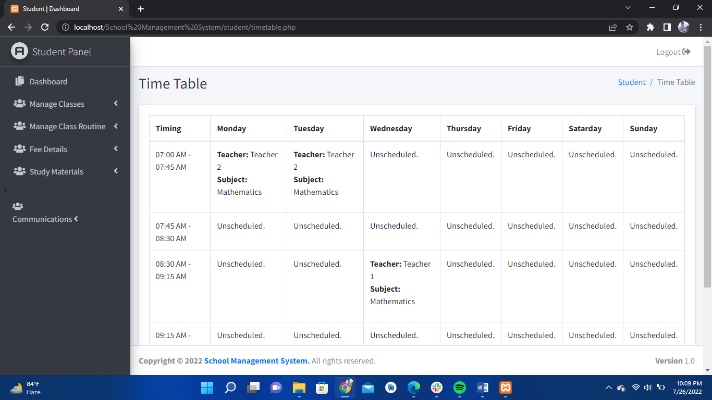 Student | Dashboard
localhost/School%20Management%20System/student/timetable.php
A Student Panel
Logout
Dashboard
Manage Classes
Manage Class Routine
Fee Details
Study Materials
Communications
Time Table
Student / Time Table
Timing Monday Tuesday Wednesday Thursday Friday Satarday Sunday
07:00 AM - Teacher: Teacher Teacher: Teacher Unscheduled. Unscheduled. Unscheduled. Unscheduled. Unscheduled.
07:45 AM 2 2
Subject: Subject:
Mathematics Mathematics
07:45 AM - Unscheduled. Unscheduled. Unscheduled. Unscheduled. Unscheduled. Unscheduled. Unscheduled.
08:30 AM
08:30 AM - Unscheduled. Unscheduled. Teacher: Teacher Unscheduled. Unscheduled. Unscheduled. Unscheduled.
09:15 AM 1
Subject:
Mathematics
09:15 AM - Unscheduled. Unscheduled. Unscheduled. Unscheduled. Unscheduled. Unscheduled. Unscheduled.
Copyright © 2022 School Management System. All rights reserved.
Version 1.0
84°F
Haze
10:09 PM
7/26/2022